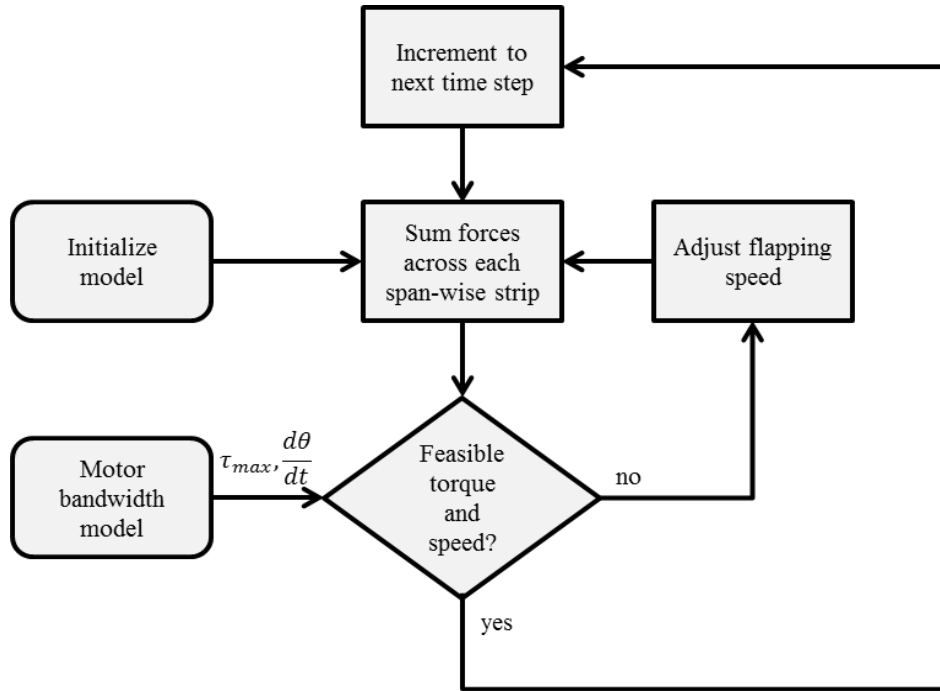 Increment to
next time step
Initialize
model
Sum forces
across each
span-wise strip
Adjust flapping
speed
Motor
bandwidth
model
τ_max, dθ/dt
Feasible
torque
and
speed?
no
yes